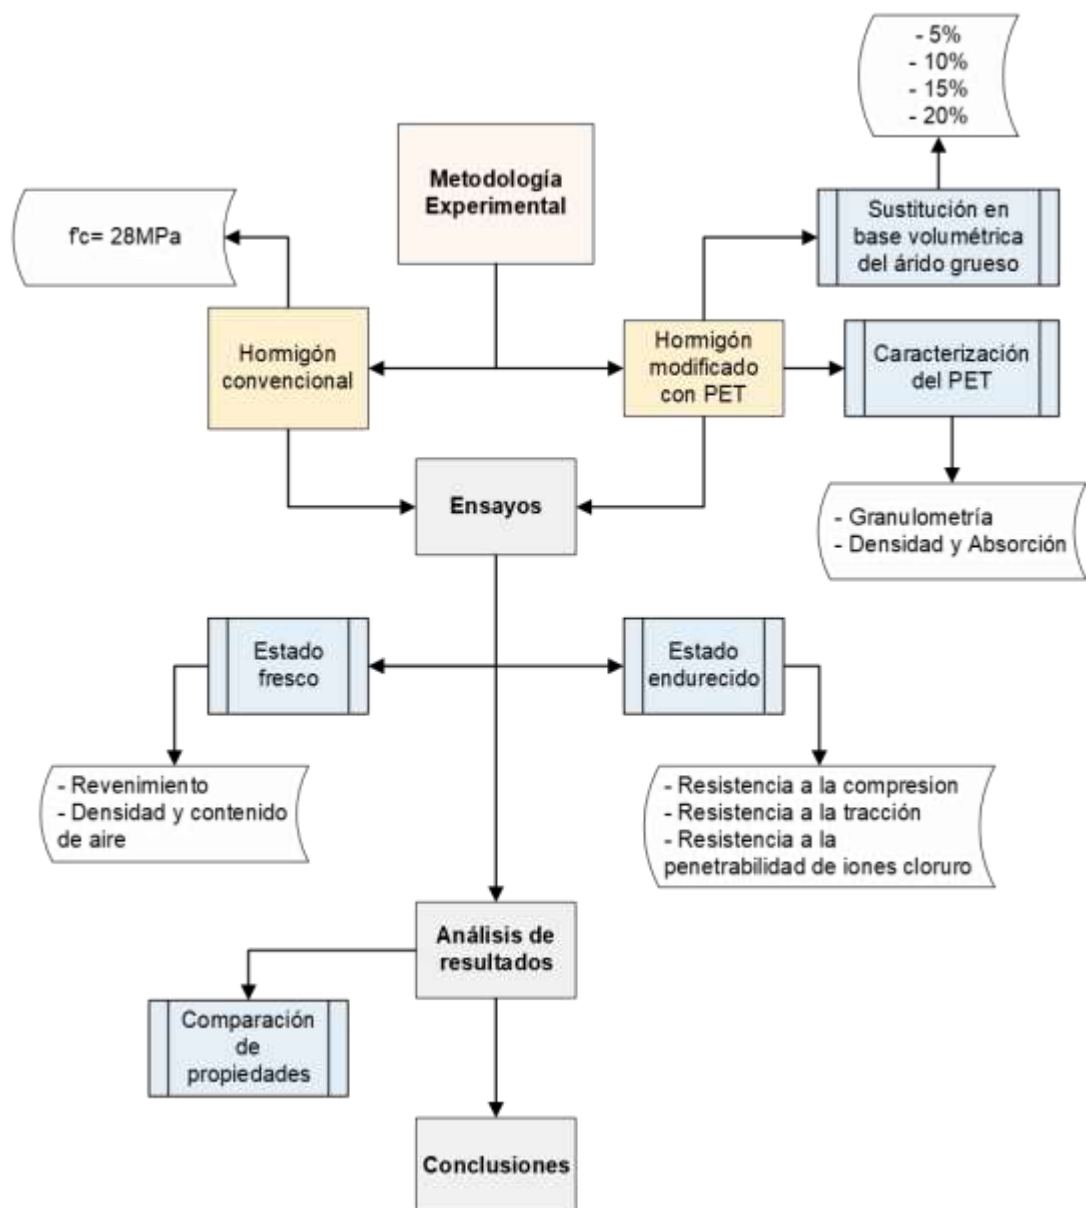 - 5%
- 10%
- 15%
- 20%
Metodología
Experimental
f'c= 28MPa
Sustitución en
base volumétrica
del árido grueso
Hormigón
convencional
Hormigón
modificado
con PET
Caracterización
del PET
Ensayos
- Granulometría
- Densidad y Absorción
Estado
fresco
Estado
endurecido
- Revenimiento
- Densidad y contenido
de aire
- Resistencia a la compresion
- Resistencia a la tracción
- Resistencia a la
penetrabilidad de iones cloruro
Análisis de
resultados
Comparación
de
propiedades
Conclusiones